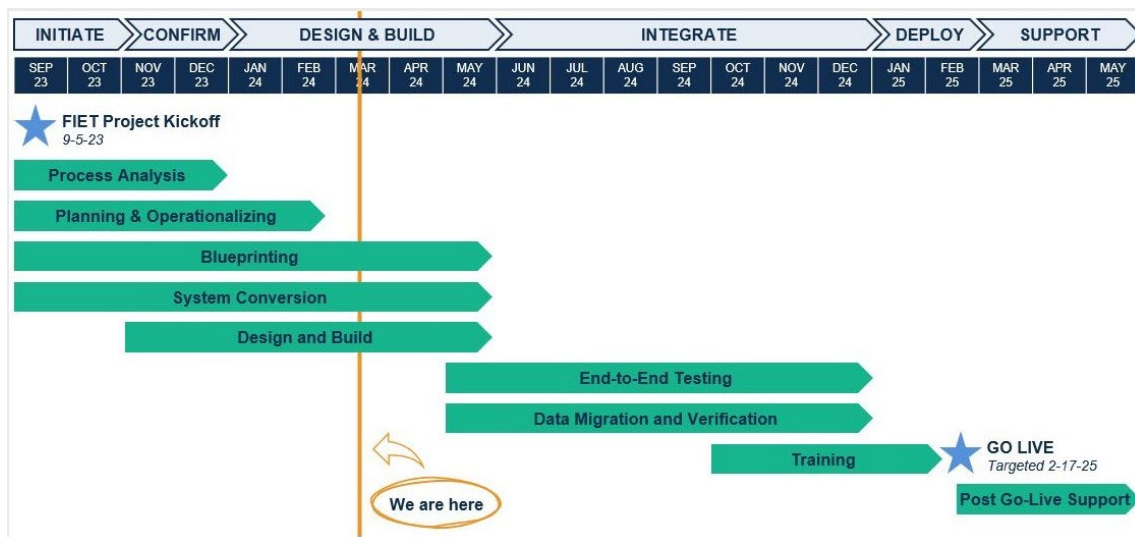 INITIATE CONFIRM DESIGN & BUILD INTEGRATE DEPLOY SUPPORT
SEP OCT NOV DEC JAN FEB MAR APR MAY JUN JUL AUG SEP OCT NOV DEC JAN FEB MAR APR MAY
23 23 23 23 24 24 24 24 24 24 24 24 24 24 24 24 25 25 25 25 25
FIET Project Kickoff
9-5-23
Process Analysis
Planning & Operationalizing
Blueprinting
System Conversion
Design and Build
End-to-End Testing
Data Migration and Verification
Training
GO LIVE
Targeted 2-17-25
We are here
Post Go-Live Support